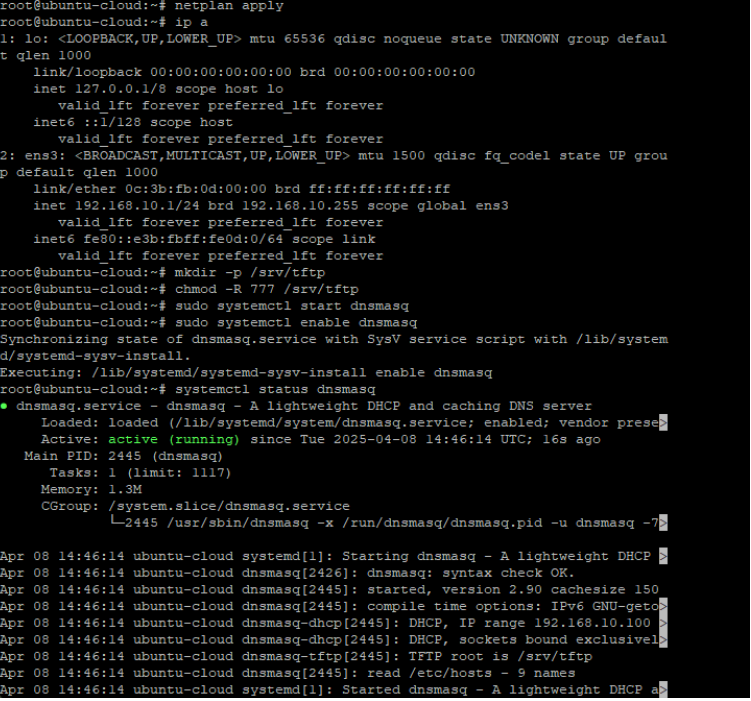 root@ubuntu-cloud:~# netplan apply
root@ubuntu-cloud:~# ip a
1: lo: <LOOPBACK,UP,LOWER_UP> mtu 65536 qdisc noqueue state UNKNOWN group defaul
t qlen 1000
    link/loopback 00:00:00:00:00:00 brd 00:00:00:00:00:00
    inet 127.0.0.1/8 scope host lo
       valid_lft forever preferred_lft forever
    inet6 ::1/128 scope host
       valid_lft forever preferred_lft forever
2: ens3: <BROADCAST,MULTICAST,UP,LOWER_UP> mtu 1500 qdisc fq_codel state UP grou
p default qlen 1000
    link/ether 0c:3b:fb:0d:00:00 brd ff:ff:ff:ff:ff:ff
    inet 192.168.10.1/24 brd 192.168.10.255 scope global ens3
       valid_lft forever preferred_lft forever
    inet6 fe80::e3b:fbff:fe0d:0/64 scope link
       valid_lft forever preferred_lft forever
root@ubuntu-cloud:~# mkdir -p /srv/tftp
root@ubuntu-cloud:~# chmod -R 777 /srv/tftp
root@ubuntu-cloud:~# sudo systemctl start dnsmasq
root@ubuntu-cloud:~# sudo systemctl enable dnsmasq
Synchronizing state of dnsmasq.service with SysV service script with /lib/system
d/systemd-sysv-install.
Executing: /lib/systemd/systemd-sysv-install enable dnsmasq
root@ubuntu-cloud:~# systemctl status dnsmasq
● dnsmasq.service - dnsmasq - A lightweight DHCP and caching DNS server
     Loaded: loaded (/lib/systemd/system/dnsmasq.service; enabled; vendor prese>
     Active: active (running) since Tue 2025-04-08 14:46:14 UTC; 16s ago
   Main PID: 2445 (dnsmasq)
      Tasks: 1 (limit: 1117)
     Memory: 1.3M
     CGroup: /system.slice/dnsmasq.service
             └─2445 /usr/sbin/dnsmasq -x /run/dnsmasq/dnsmasq.pid -u dnsmasq -7>
Apr 08 14:46:14 ubuntu-cloud systemd[1]: Starting dnsmasq - A lightweight DHCP >
Apr 08 14:46:14 ubuntu-cloud dnsmasq[2426]: dnsmasq: syntax check OK.
Apr 08 14:46:14 ubuntu-cloud dnsmasq[2445]: started, version 2.90 cachesize 150
Apr 08 14:46:14 ubuntu-cloud dnsmasq[2445]: compile time options: IPv6 GNU-geto>
Apr 08 14:46:14 ubuntu-cloud dnsmasq-dhcp[2445]: DHCP, IP range 192.168.10.100 >
Apr 08 14:46:14 ubuntu-cloud dnsmasq-dhcp[2445]: DHCP, sockets bound exclusivel>
Apr 08 14:46:14 ubuntu-cloud dnsmasq-tftp[2445]: TFTP root is /srv/tftp
Apr 08 14:46:14 ubuntu-cloud dnsmasq[2445]: read /etc/hosts - 9 names
Apr 08 14:46:14 ubuntu-cloud systemd[1]: Started dnsmasq - A lightweight DHCP a>